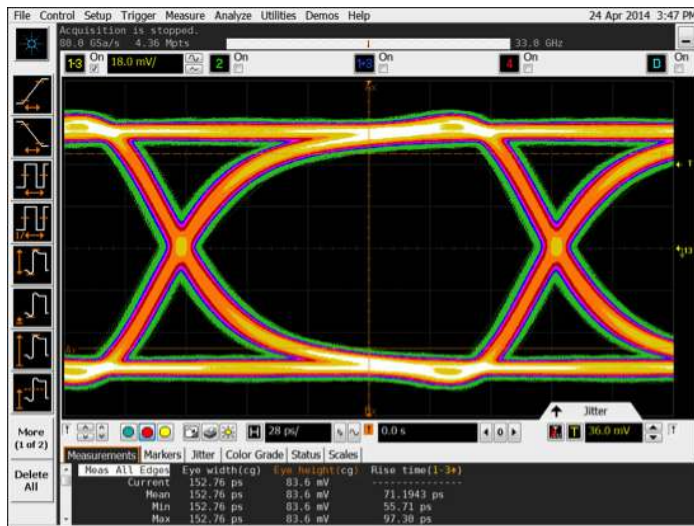 File Control Setup Trigger Measure Analyze Utilities Demos Help 24 Apr 2014 3:47 PM
Acquisition is stopped.
80.0 GSa/s 4.36 Mpts 33.0 GHz
1-3 On 18.0 mV/ 2 On 1+3 On 4 On D On
More
(1 of 2)
Delete
All
Jitter
H 28 ps/ 0.0 s 0 T 36.0 mV
Measurements Markers Jitter Color Grade Status Scales
Meas All Edges Eye width(cg) Eye height(cg) Rise time(1-3+)
Current 152.76 ps 83.6 mV ---------------
Mean 152.76 ps 83.6 mV 71.1943 ps
Min 152.76 ps 83.6 mV 55.71 ps
Max 152.76 ps 83.6 mV 97.30 ps